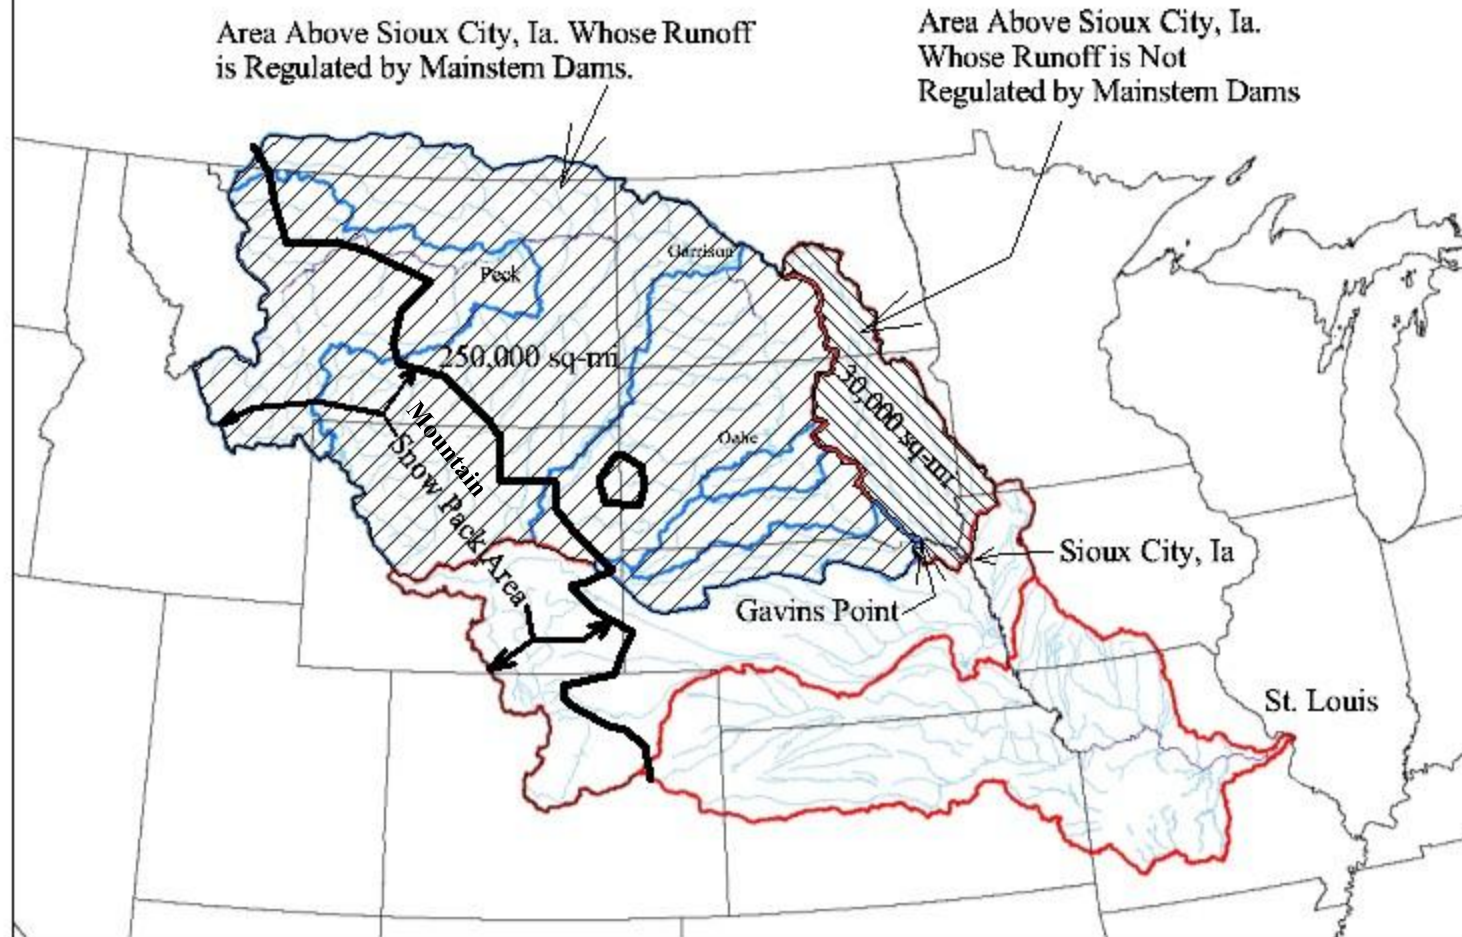 Area Above Sioux City, Ia. Whose Runoff
is Regulated by Mainstem Dams.
Area Above Sioux City, Ia.
Whose Runoff is Not
Regulated by Mainstem Dams
Garrison
Peck
250,000 sq-mi
30,000 sq-mi
Mountain
Snow Pack Area
Oahe
Sioux City, Ia
Gavins Point
St. Louis